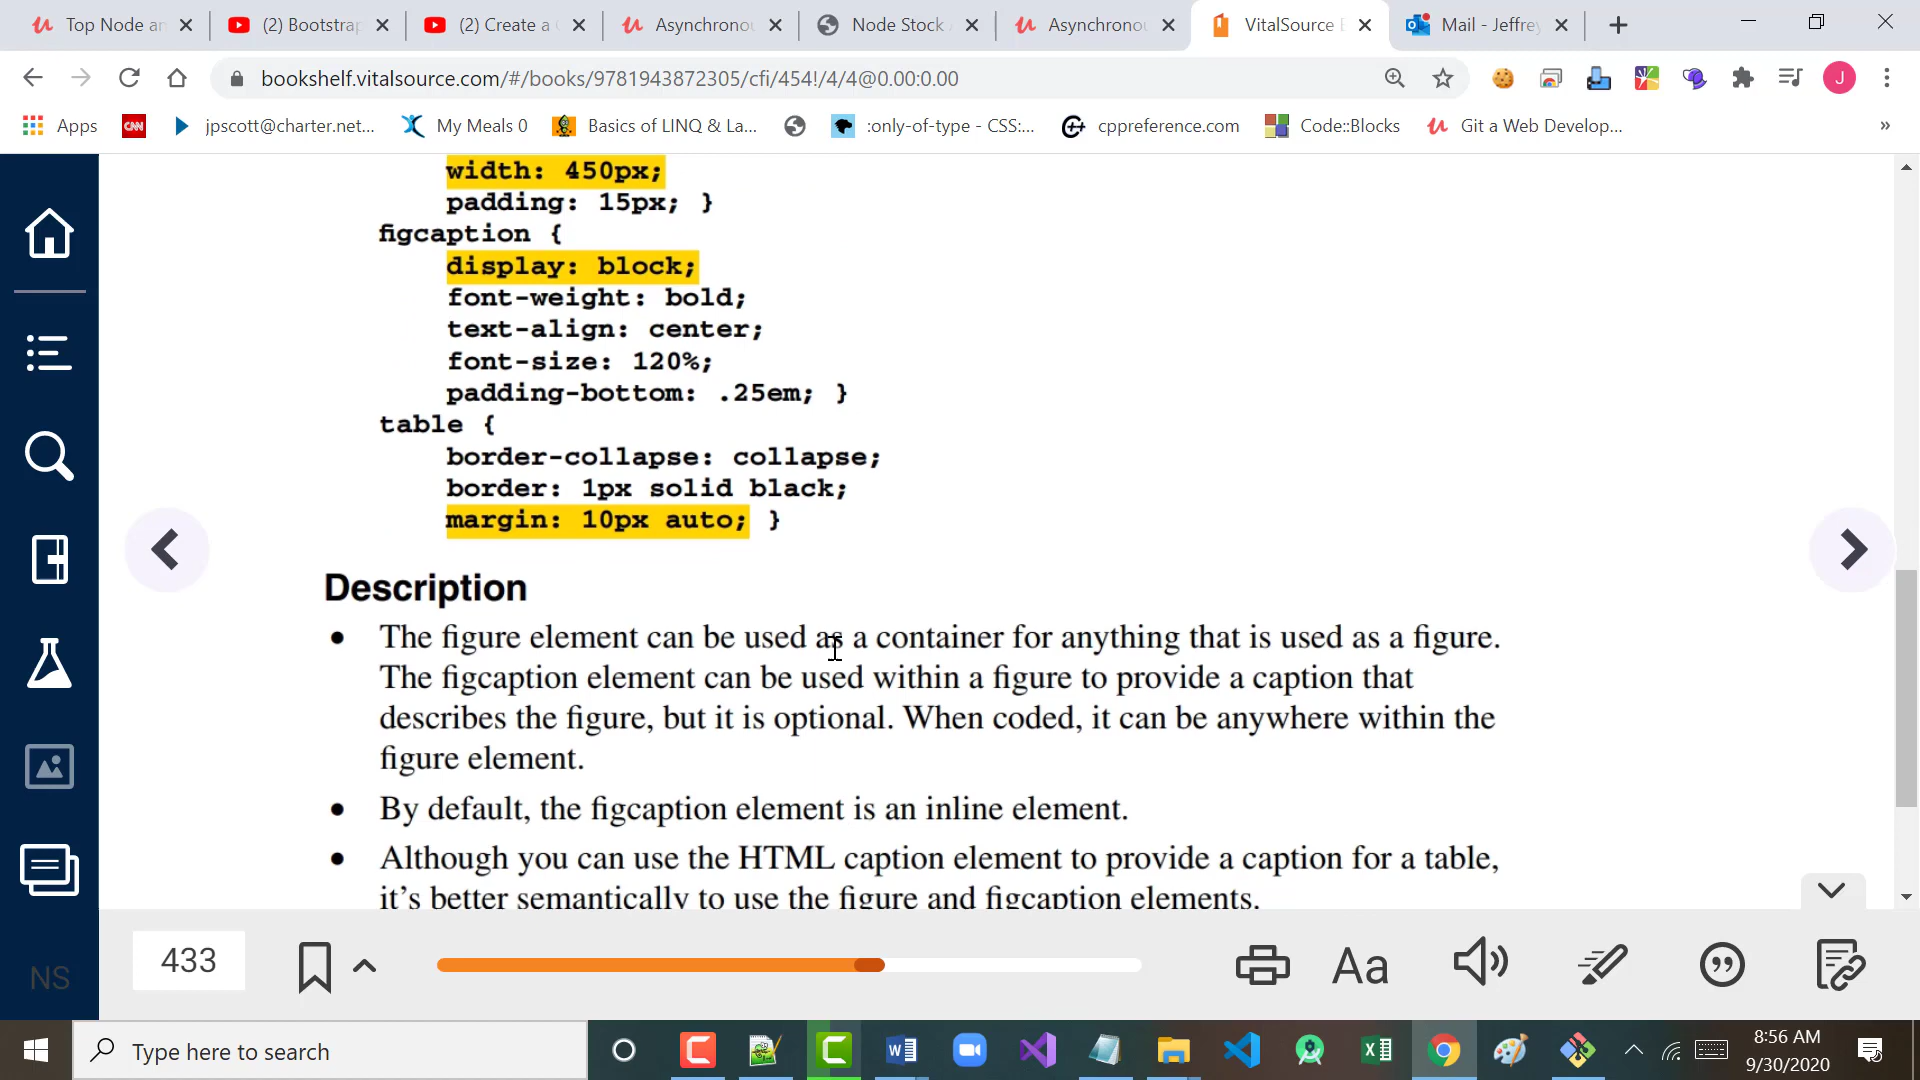 Top Node an
(2) Bootstrap
(2) Create a
Asynchronou
Node Stock
Asynchronou
VitalSource
Mail - Jeffrey
bookshelf.vitalsource.com/#/books/9781943872305/cfi/454!/4/4@0.00:0.00
J
Apps
CNN
jpscott@charter.net...
My Meals 0
Basics of LINQ & La...
:only-of-type - CSS:...
cppreference.com
Code::Blocks
Git a Web Develop...
»
width: 450px;
padding: 15px; }
figcaption {
display: block;
font-weight: bold;
text-align: center;
font-size: 120%;
padding-bottom: .25em; }
table {
border-collapse: collapse;
border: 1px solid black;
margin: 10px auto; }
Description
• The figure element can be used as a container for anything that is used as a figure.
The figcaption element can be used within a figure to provide a caption that
describes the figure, but it is optional. When coded, it can be anywhere within the
figure element.
• By default, the figcaption element is an inline element.
• Although you can use the HTML caption element to provide a caption for a table,
it's better semantically to use the figure and figcaption elements.
NS
433
Aa
Type here to search
8:56 AM
9/30/2020